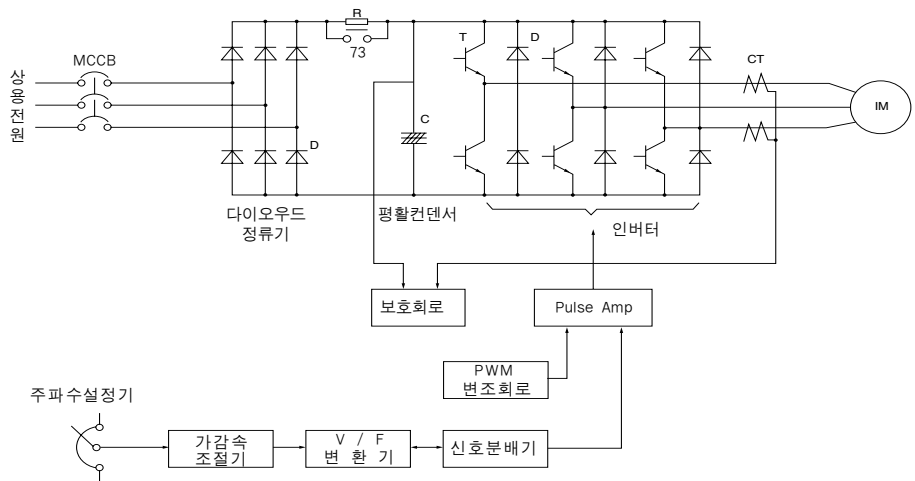 R
73
T
D
CT
MCCB
상용전원
IM
C
D
다이오우드
정류기
평활컨덴서
인버터
보호회로
Pulse Amp
PWM
변조회로
주파수설정기
가감속
조절기
V / F
변 환 기
신호분배기